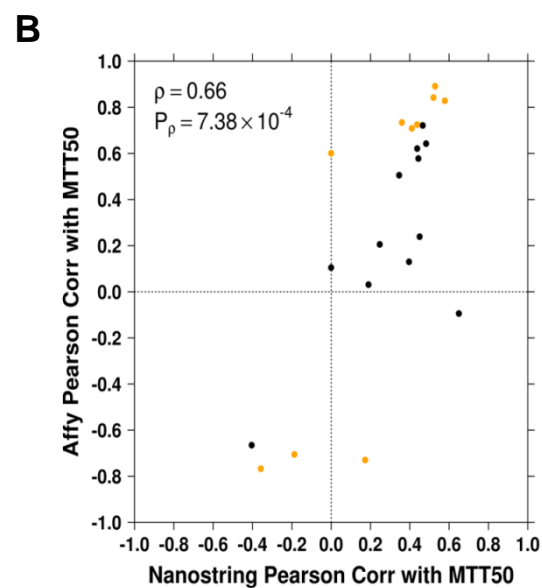 B
ρ = 0.66
Pρ = 7.38 × 10⁻⁴
Affy Pearson Corr with MTT50
1.0
0.8
0.6
0.4
0.2
0.0
-0.2
-0.4
-0.6
-0.8
-1.0
-1.0 -0.8 -0.6 -0.4 -0.2 0.0 0.2 0.4 0.6 0.8 1.0
Nanostring Pearson Corr with MTT50